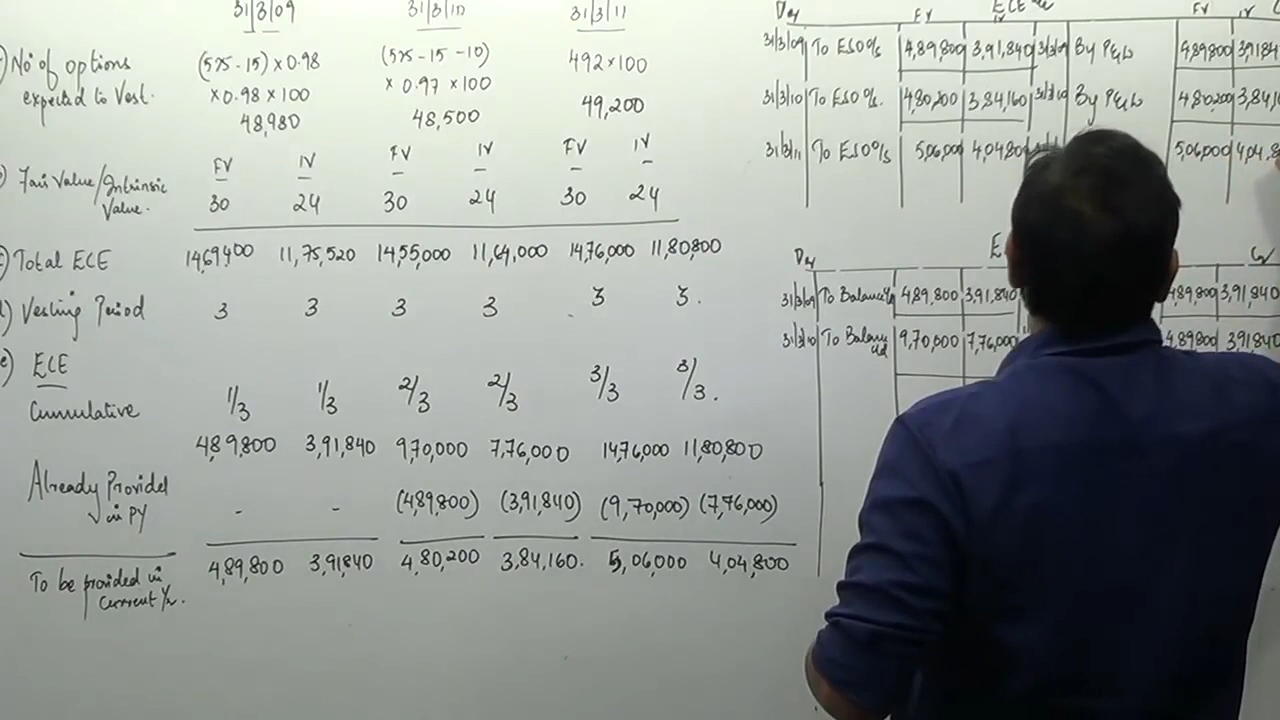 31/3/09 31/3/10 31/3/11
No of options expected to Vest.
(525-15) x 0.98 x 0.98 x 100
48,980
(525-15-10) x 0.97 x 100
48,500
492 x 100
49,200
FV IV FV IV FV IV
Fair Value/Intrinsic Value.
30 24 30 24 30 24
Total ECE 14,69,400 11,75,520 14,55,000 11,64,000 14,76,000 11,80,800
d) Vesting Period 3 3 3 3 3 3.
e) ECE
Cummulative 1/3 1/3 2/3 2/3 3/3 3/3.
4,89,800 3,91,840 9,70,000 7,76,000 14,76,000 11,80,800
Already Provided in PY - - (4,89,800) (3,91,840) (9,70,000) (7,76,000)
4,89,800 3,91,840 4,80,200 3,84,160. 5,06,000 4,04,800
To be provided in Current Yr.
Dr ECE
FV IV FV IV
31/3/09 To ESO o/s 4,89,800 3,91,840 31/3/09 By P&L 4,89,800
31/3/10 To ESO o/s. 4,80,200 3,84,160 By P&L 4,80,200
31/3/11 To ESO o/s 5,06,000 5,06,000
Dr Cr
31/3/09 To Balance 4,89,800 3,91,840 4,89,800 3,91,840
31/3/10 To Balance 9,70,000 7,76,000 4,89,800 3,91,840